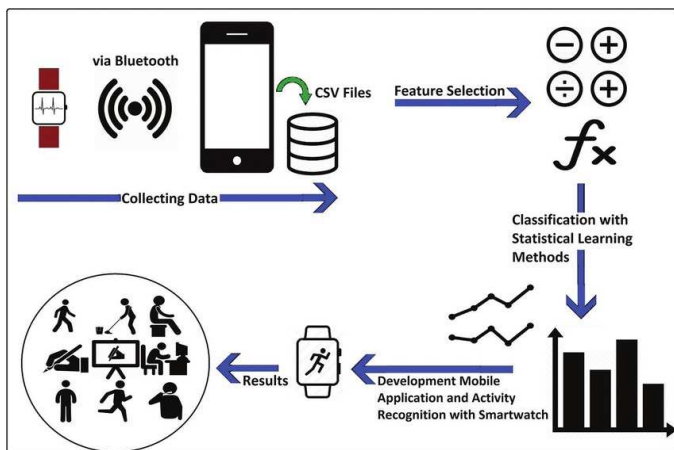 via Bluetooth
CSV Files
Collecting Data
Feature Selection
fx
Classification with
Statistical Learning
Methods
Development Mobile
Application and Activity
Recognition with Smartwatch
Results